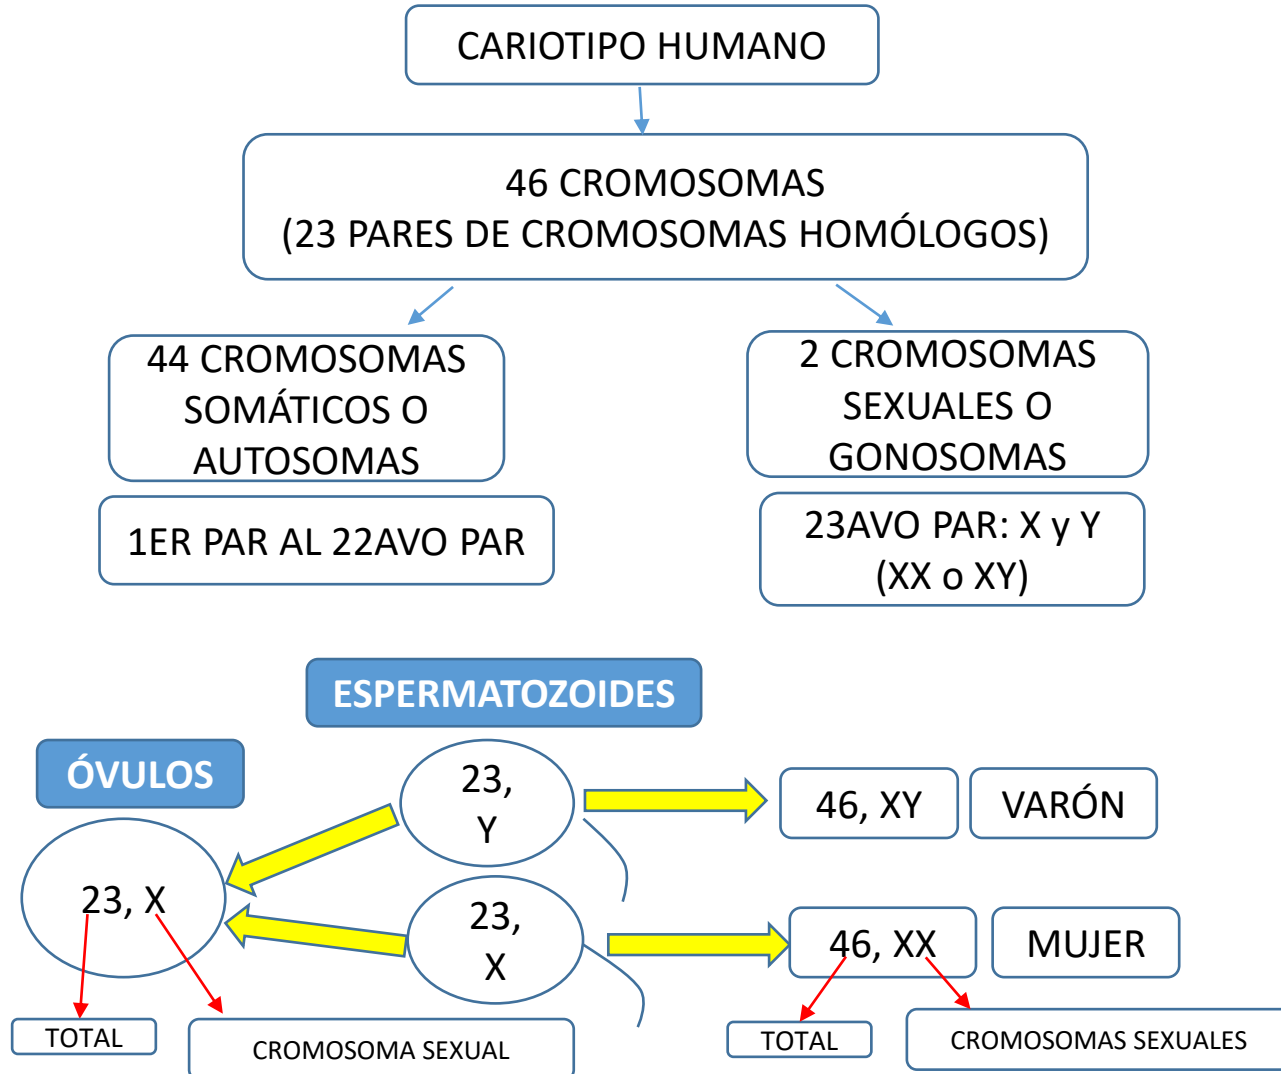 CARIOTIPO HUMANO
46 CROMOSOMAS
(23 PARES DE CROMOSOMAS HOMÓLOGOS)
44 CROMOSOMAS
SOMÁTICOS O
AUTOSOMAS
2 CROMOSOMAS
SEXUALES O
GONOSOMAS
1ER PAR AL 22AVO PAR
23AVO PAR: X y Y
(XX o XY)
ESPERMATOZOIDES
ÓVULOS
23,
Y
46, XY
VARÓN
23, X
23,
X
46, XX
MUJER
TOTAL
CROMOSOMA SEXUAL
TOTAL
CROMOSOMAS SEXUALES